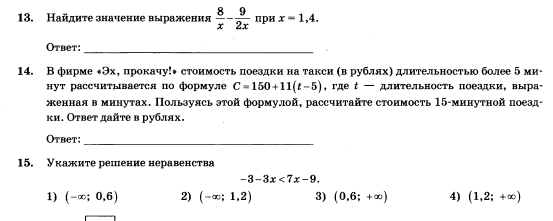 13. Найдите значение выражения 8/x − 9/2x при x = 1,4.
Ответ:
14. В фирме «Эх, прокачу!» стоимость поездки на такси (в рублях) длительностью более 5 ми-
нут рассчитывается по формуле C=150+11(t−5), где t — длительность поездки, выра-
женная в минутах. Пользуясь этой формулой, рассчитайте стоимость 15-минутной поезд-
ки. Ответ дайте в рублях.
Ответ:
15. Укажите решение неравенства
−3−3x<7x−9.
1) (−∞; 0,6) 2) (−∞; 1,2) 3) (0,6; +∞) 4) (1,2; +∞)